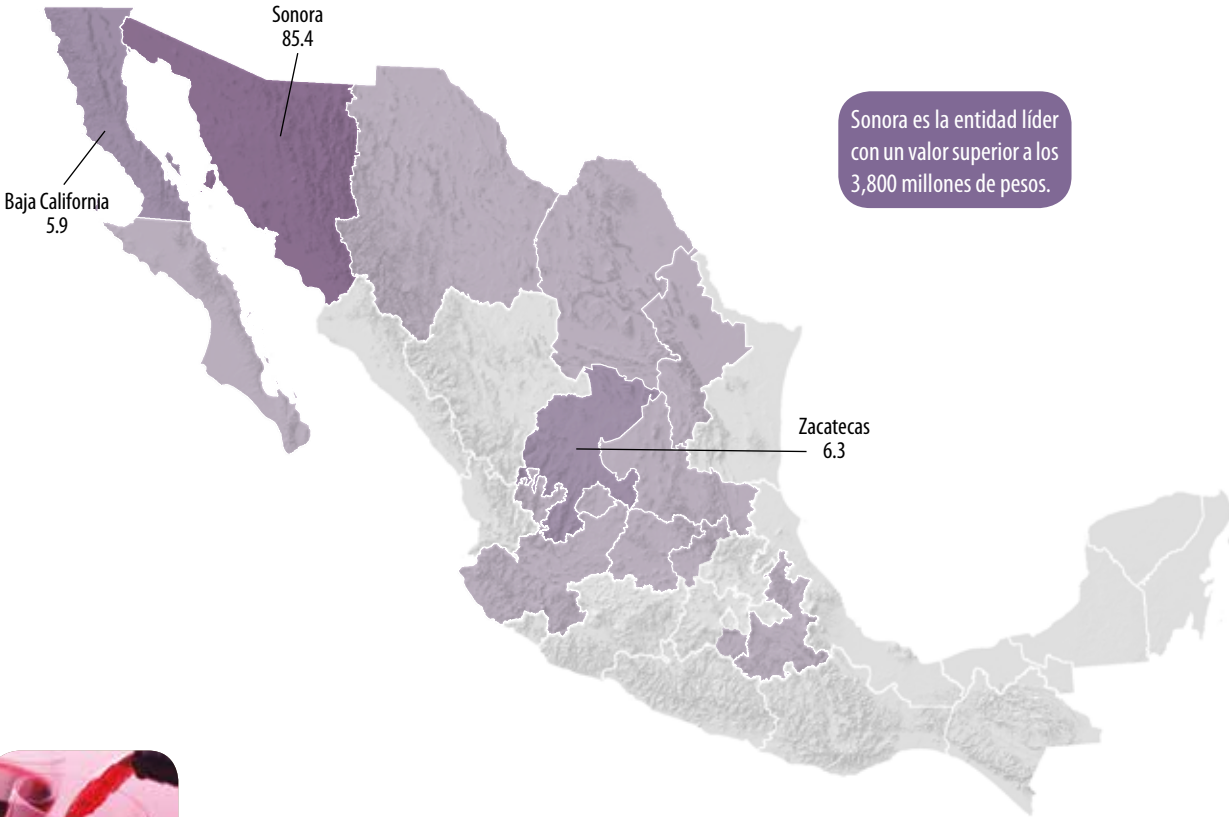 Sonora
85.4
Sonora es la entidad líder
con un valor superior a los
3,800 millones de pesos.
Baja California
5.9
Zacatecas
6.3